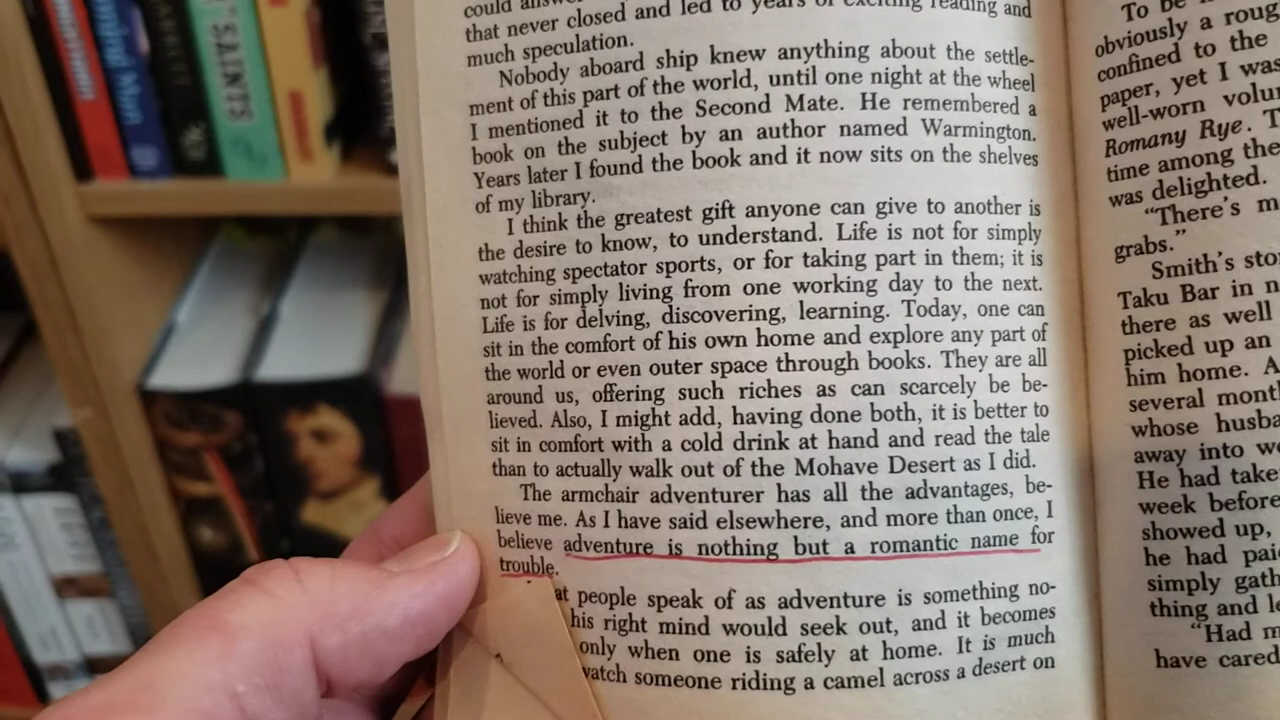 could answer
that never closed and led to years of exciting reading and
much speculation.
Nobody aboard ship knew anything about the settle-
ment of this part of the world, until one night at the wheel
I mentioned it to the Second Mate. He remembered a
book on the subject by an author named Warmington.
Years later I found the book and it now sits on the shelves
of my library.
I think the greatest gift anyone can give to another is
the desire to know, to understand. Life is not for simply
watching spectator sports, or for taking part in them; it is
not for simply living from one working day to the next.
Life is for delving, discovering, learning. Today, one can
sit in the comfort of his own home and explore any part of
the world or even outer space through books. They are all
around us, offering such riches as can scarcely be be-
lieved. Also, I might add, having done both, it is better to
sit in comfort with a cold drink at hand and read the tale
than to actually walk out of the Mohave Desert as I did.
The armchair adventurer has all the advantages, be-
lieve me. As I have said elsewhere, and more than once, I
believe adventure is nothing but a romantic name for
trouble.
at people speak of as adventure is something no-
his right mind would seek out, and it becomes
only when one is safely at home. It is much
watch someone riding a camel across a desert on
To be
obviously a roug
confined to the
paper, yet I was
well-worn volu
Romany Rye. T
time among the
was delighted.
"There's m
grabs."
Smith's sto
Taku Bar in n
there as well
picked up an
him home. A
several mont
whose husba
away into w
He had take
week before
showed up,
he had paid
simply gath
thing and le
"Had m
have cared
SAINTS